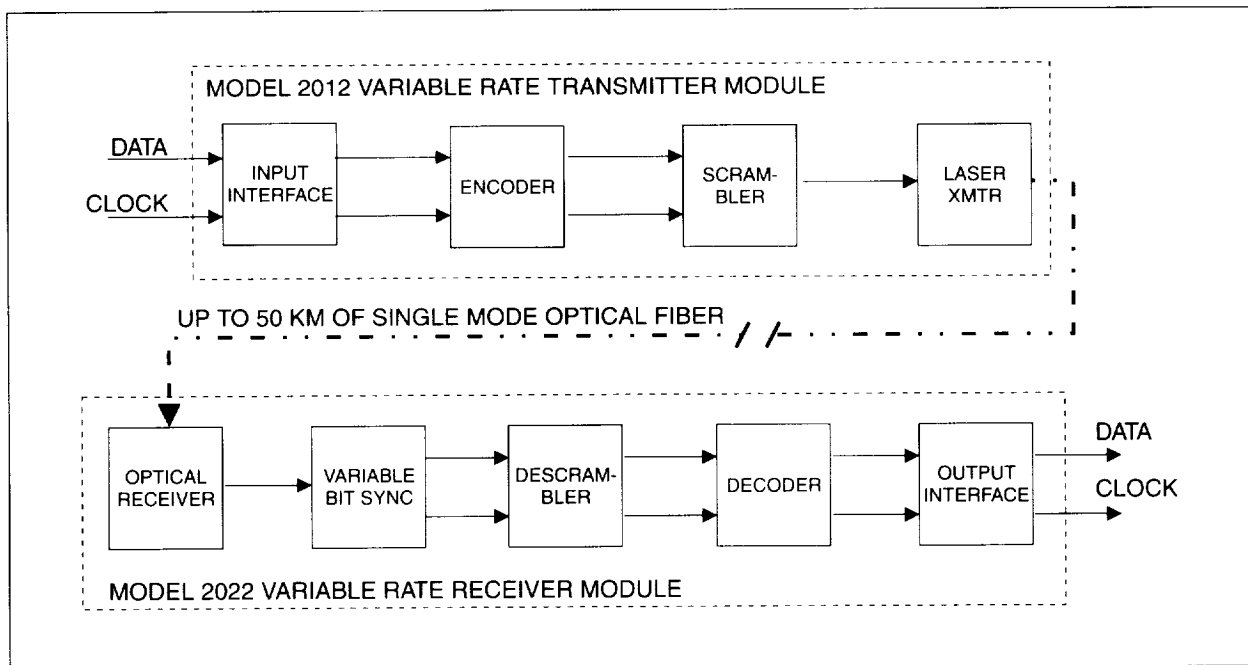 MODEL 2012 VARIABLE RATE TRANSMITTER MODULE
DATA
CLOCK
INPUT
INTERFACE
ENCODER
SCRAM-
BLER
LASER
XMTR
UP TO 50 KM OF SINGLE MODE OPTICAL FIBER
OPTICAL
RECEIVER
VARIABLE
BIT SYNC
DESCRAM-
BLER
DECODER
OUTPUT
INTERFACE
DATA
CLOCK
MODEL 2022 VARIABLE RATE RECEIVER MODULE